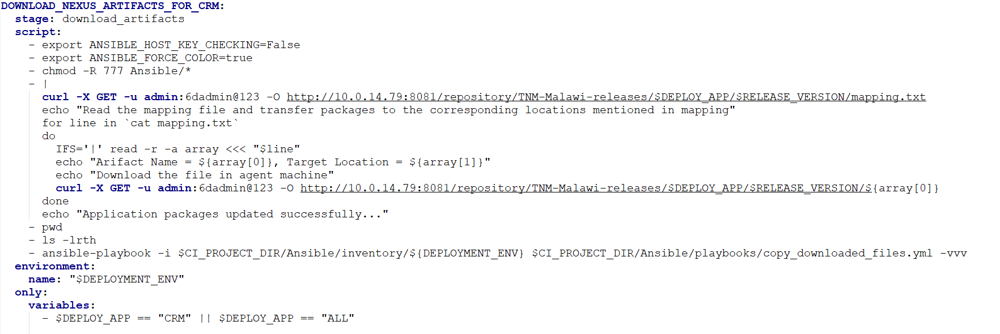 DOWNLOAD_NEXUS_ARTIFACTS_FOR_CRM:
stage: download_artifacts
script:
- export ANSIBLE_HOST_KEY_CHECKING=False
- export ANSIBLE_FORCE_COLOR=true
- chmod -R 777 Ansible/*
- |
curl -X GET -u admin:6dadmin@123 -O http://10.0.14.79:8081/repository/TNM-Malawi-releases/$DEPLOY_APP/$RELEASE_VERSION/mapping.txt
echo "Read the mapping file and transfer packages to the corresponding locations mentioned in mapping"
for line in `cat mapping.txt`
do
IFS='|' read -r -a array <<< "$line"
echo "Arifact Name = ${array[0]}, Target Location = ${array[1]}"
echo "Download the file in agent machine"
curl -X GET -u admin:6dadmin@123 -O http://10.0.14.79:8081/repository/TNM-Malawi-releases/$DEPLOY_APP/$RELEASE_VERSION/${array[0]}
done
echo "Application packages updated successfully..."
- pwd
- ls -lrth
- ansible-playbook -i $CI_PROJECT_DIR/Ansible/inventory/${DEPLOYMENT_ENV} $CI_PROJECT_DIR/Ansible/playbooks/copy_downloaded_files.yml -vvv
environment:
name: "$DEPLOYMENT_ENV"
only:
variables:
- $DEPLOY_APP == "CRM" || $DEPLOY_APP == "ALL"